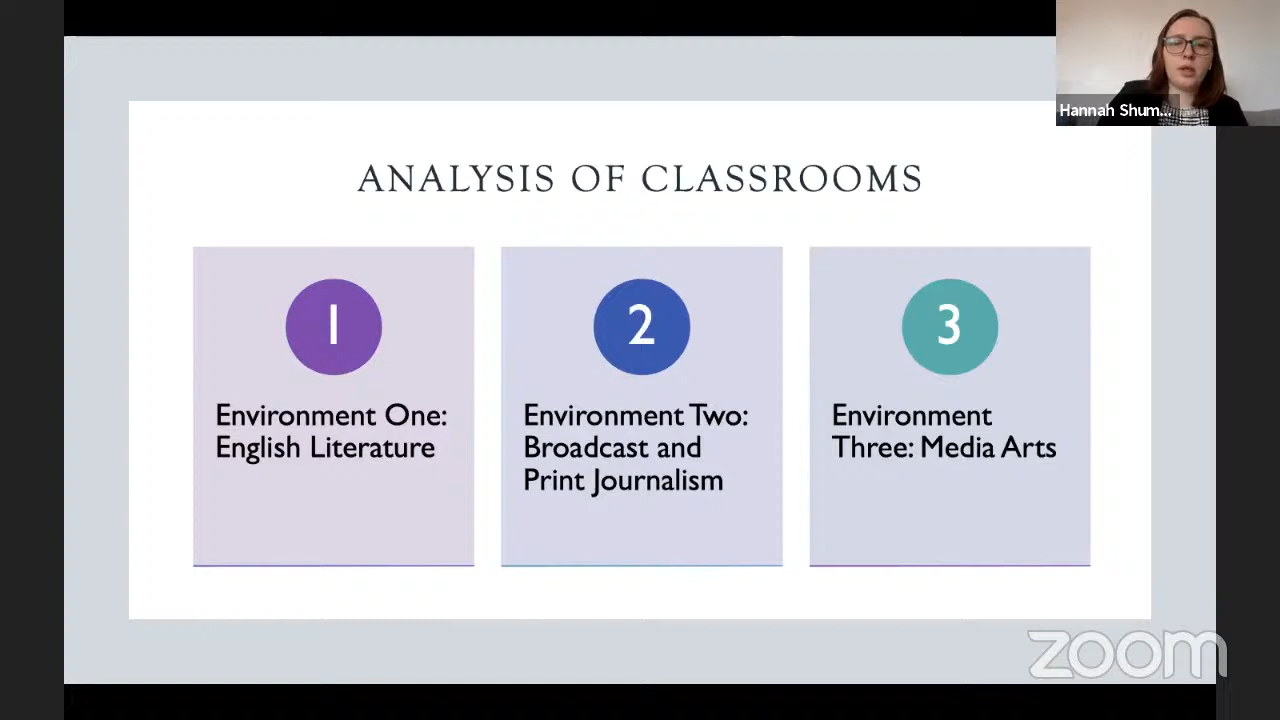 Hannah Shum...
ANALYSIS OF CLASSROOMS
1
Environment One:
English Literature
2
Environment Two:
Broadcast and
Print Journalism
3
Environment
Three: Media Arts
zoom